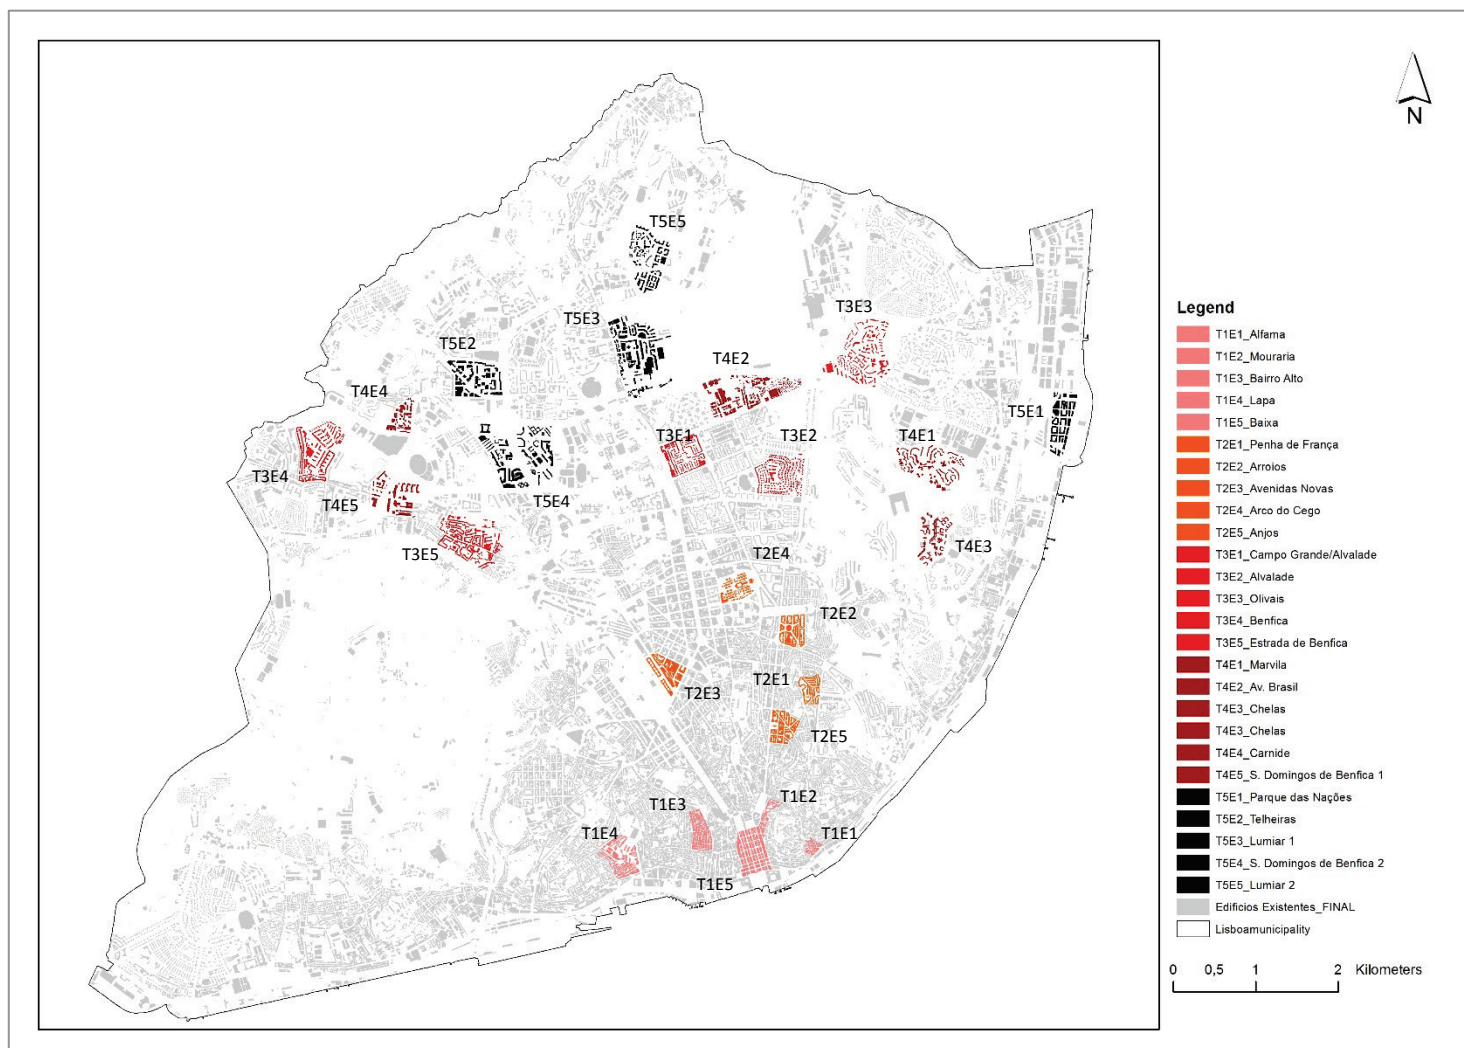 N
T5E5
T3E3
T5E3
T5E2
T4E2
T4E4
T5E1
T3E1
T3E2
T4E1
T3E4
T4E5
T5E4
T3E5
T4E3
T2E4
T2E2
T2E1
T2E3
T2E5
T1E3
T1E2
T1E4
T1E1
T1E5
Legend
T1E1_Alfama
T1E2_Mouraria
T1E3_Bairro Alto
T1E4_Lapa
T1E5_Baixa
T2E1_Penha de França
T2E2_Arroios
T2E3_Avenidas Novas
T2E4_Arco do Cego
T2E5_Anjos
T3E1_Campo Grande/Alvalade
T3E2_Alvalade
T3E3_Olivais
T3E4_Benfica
T3E5_Estrada de Benfica
T4E1_Marvila
T4E2_Av. Brasil
T4E3_Chelas
T4E3_Chelas
T4E4_Carnide
T4E5_S. Domingos de Benfica 1
T5E1_Parque das Nações
T5E2_Telheiras
T5E3_Lumiar 1
T5E4_S. Domingos de Benfica 2
T5E5_Lumiar 2
Edificios Existentes_FINAL
Lisboamunicipality
0 0,5 1 2 Kilometers